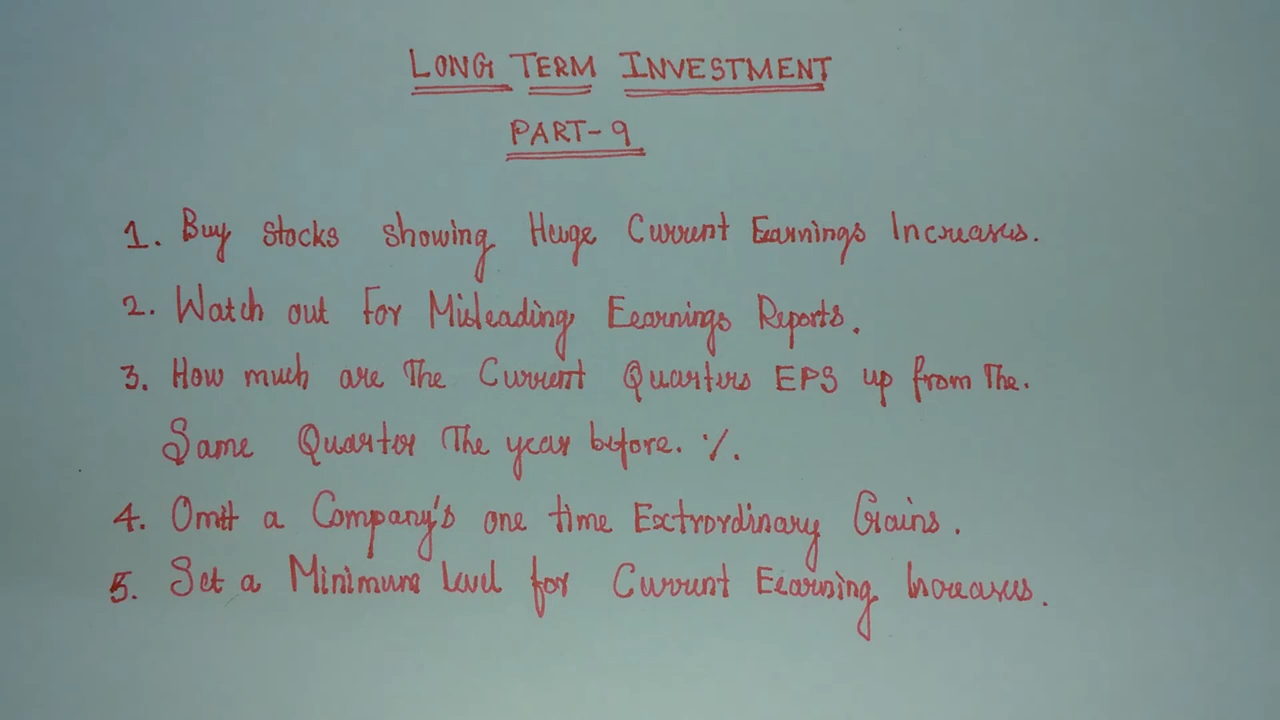 LONG TERM INVESTMENT
PART-9
1. Buy stocks showing Huge Current Earnings Increases.
2. Watch out For Misleading Eearnings Reports.
3. How much are The Current Quarters EPS up from The.
Same Quarter The year before. %.
4. Omit a Company's one time Extrordinary Gains.
5. Set a Minimum Level for Current Eearning Increases.